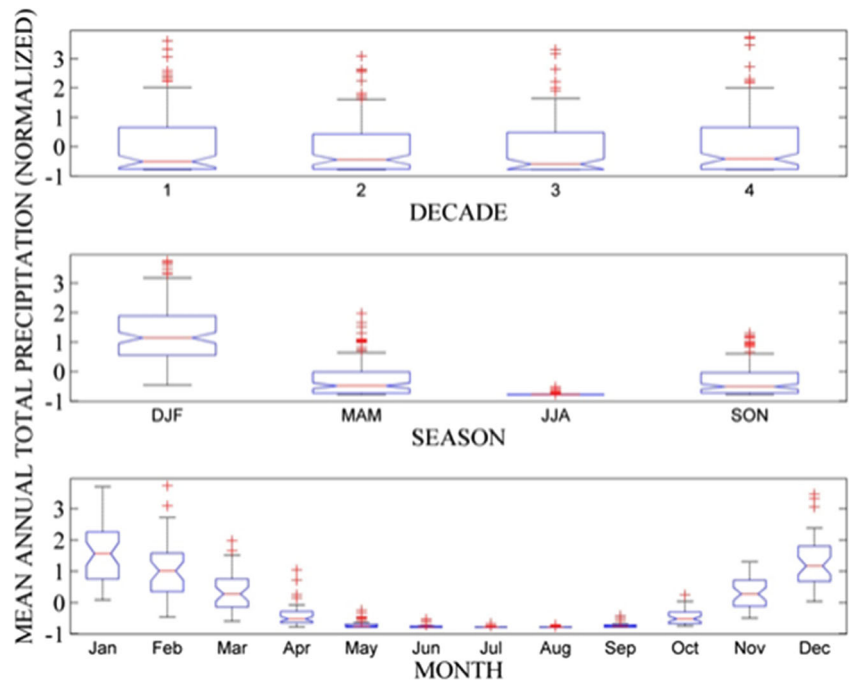 MEAN ANNUAL TOTAL PRECIPITATION (NORMALIZED)
3
2
1
0
-1
1 2 3 4
DECADE
3
2
1
0
-1
DJF MAM JJA SON
SEASON
3
2
1
0
-1
Jan Feb Mar Apr May Jun Jul Aug Sep Oct Nov Dec
MONTH